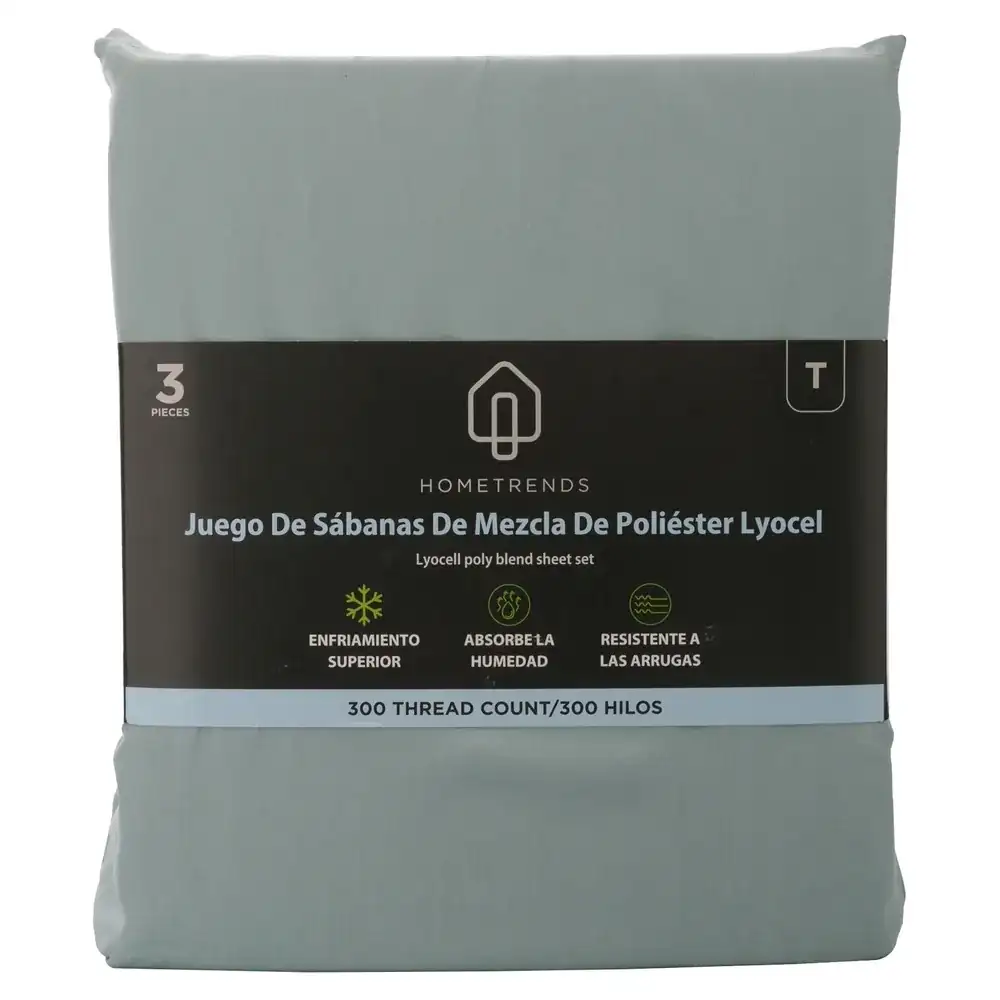 3
PIECES
T
HOMETRENDS
Juego De Sábanas De Mezcla De Poliéster Lyocel
Lyocell poly blend sheet set
ENFRIAMIENTO
SUPERIOR
ABSORBE LA
HUMEDAD
RESISTENTE A
LAS ARRUGAS
300 THREAD COUNT/300 HILOS